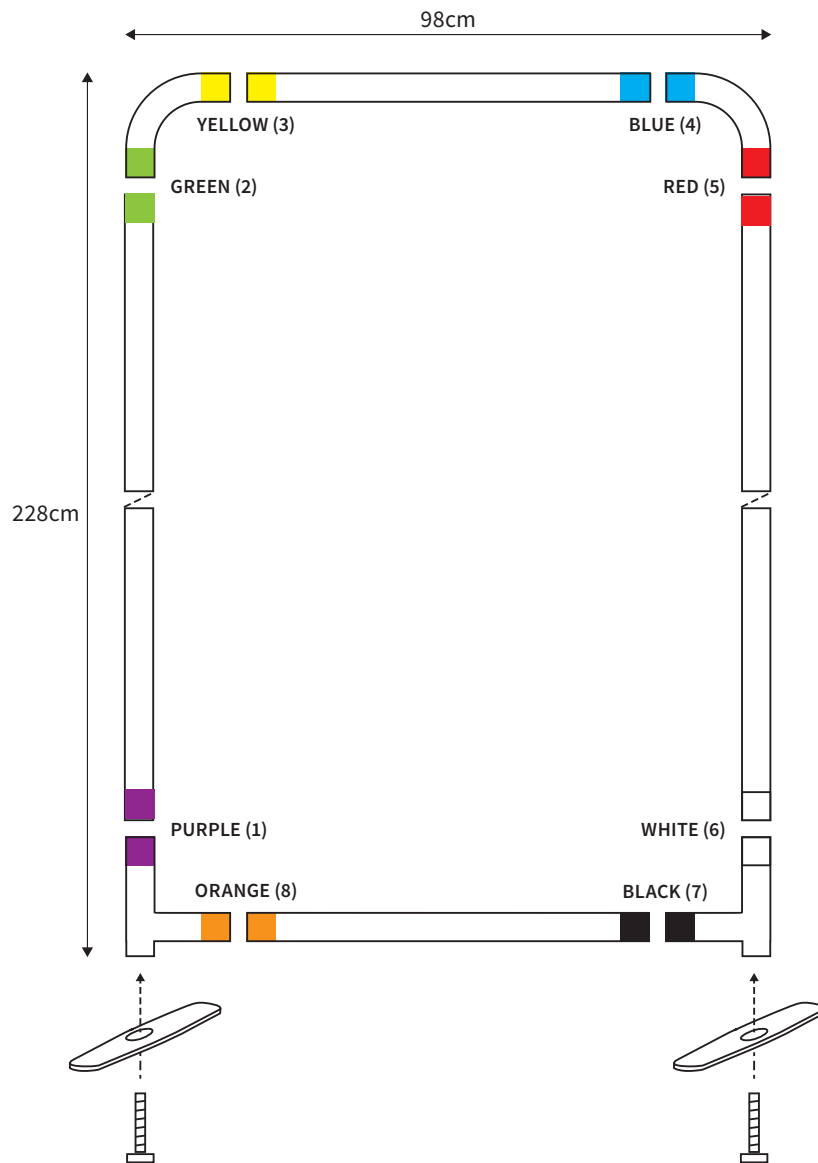 98cm
YELLOW (3)
BLUE (4)
GREEN (2)
RED (5)
228cm
PURPLE (1)
WHITE (6)
ORANGE (8)
BLACK (7)